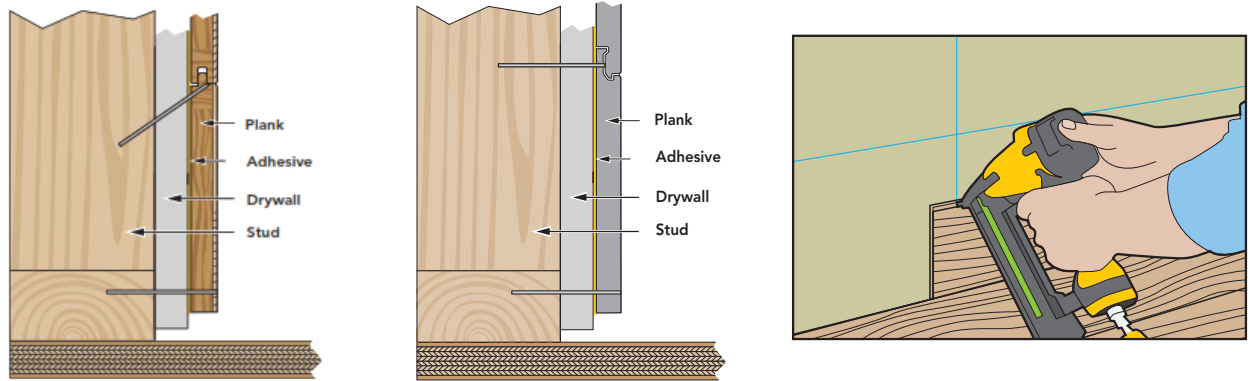 Plank
Adhesive
Drywall
Stud
Plank
Adhesive
Drywall
Stud